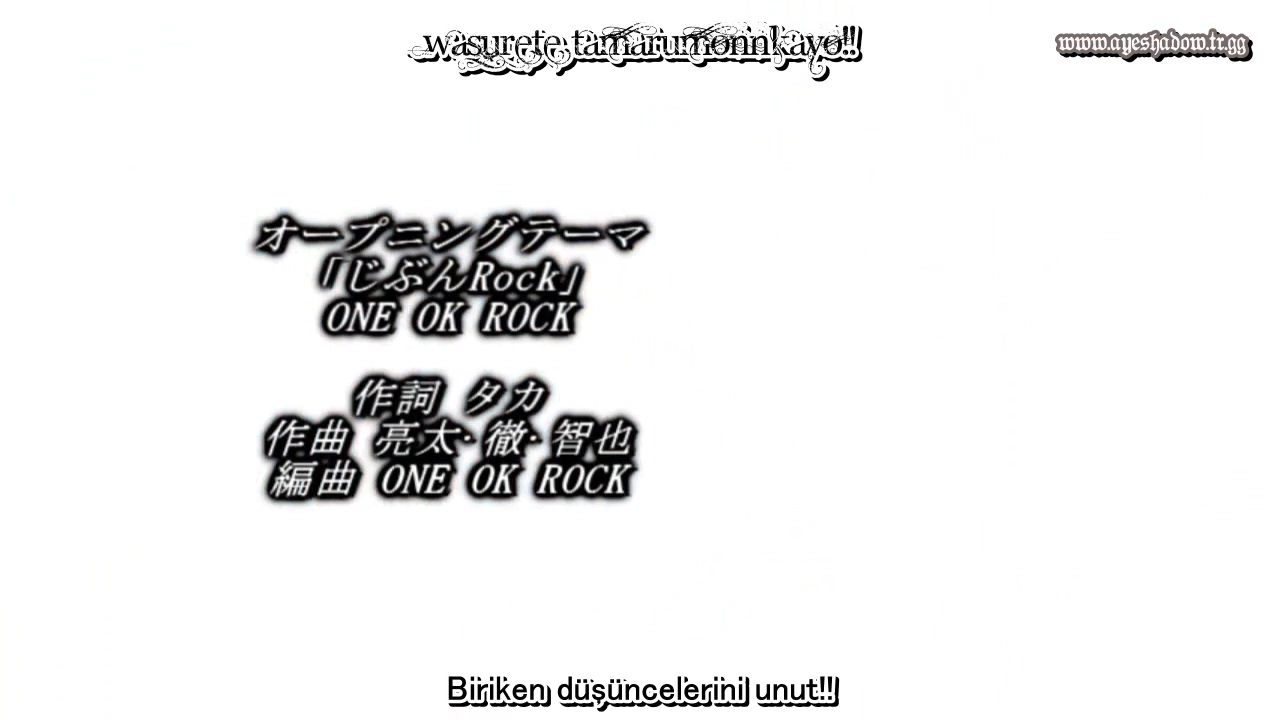 wasurete tamarumonnkayo!!
www.ayeshadow.tr.gg
オープニングテーマ
「じぶんRock」
ONE OK ROCK
作詞 タカ
作曲 亮太・徹・智也
編曲 ONE OK ROCK
Biriken düşüncelerini unut!!